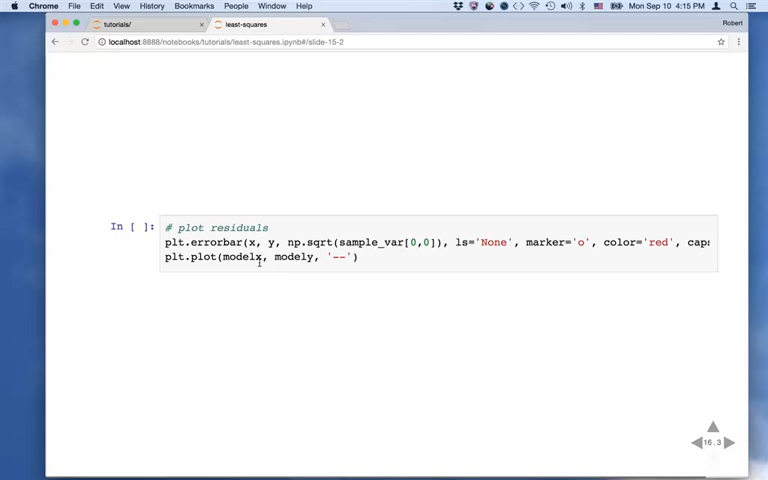 Chrome File Edit View History Bookmarks People Window Help Mon Sep 10 4:15 PM
tutorials/ least-squares Robert
localhost:8888/notebooks/tutorials/least-squares.ipynb#/slide-15-2
In [ ]: # plot residuals
plt.errorbar(x, y, np.sqrt(sample_var[0,0]), ls='None', marker='o', color='red', caps
plt.plot(modelx, modely, '--')
16.3